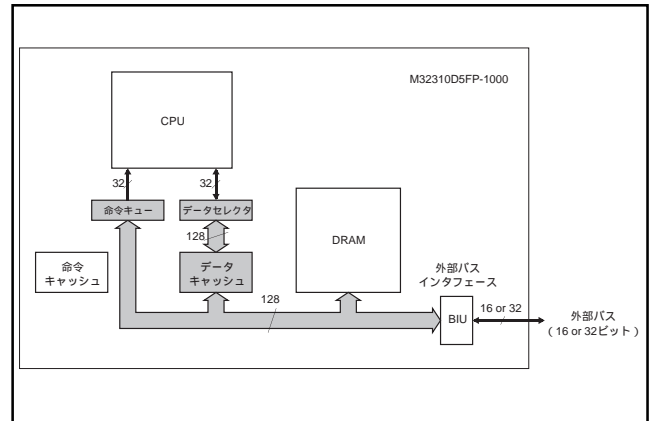 M32310D5FP-1000
CPU
32
32
命令キュー
データセレクタ
128
DRAM
命令
キャッシュ
データ
キャッシュ
外部バス
インタフェース
128
BIU
16 or 32
外部バス
（16 or 32ビット）